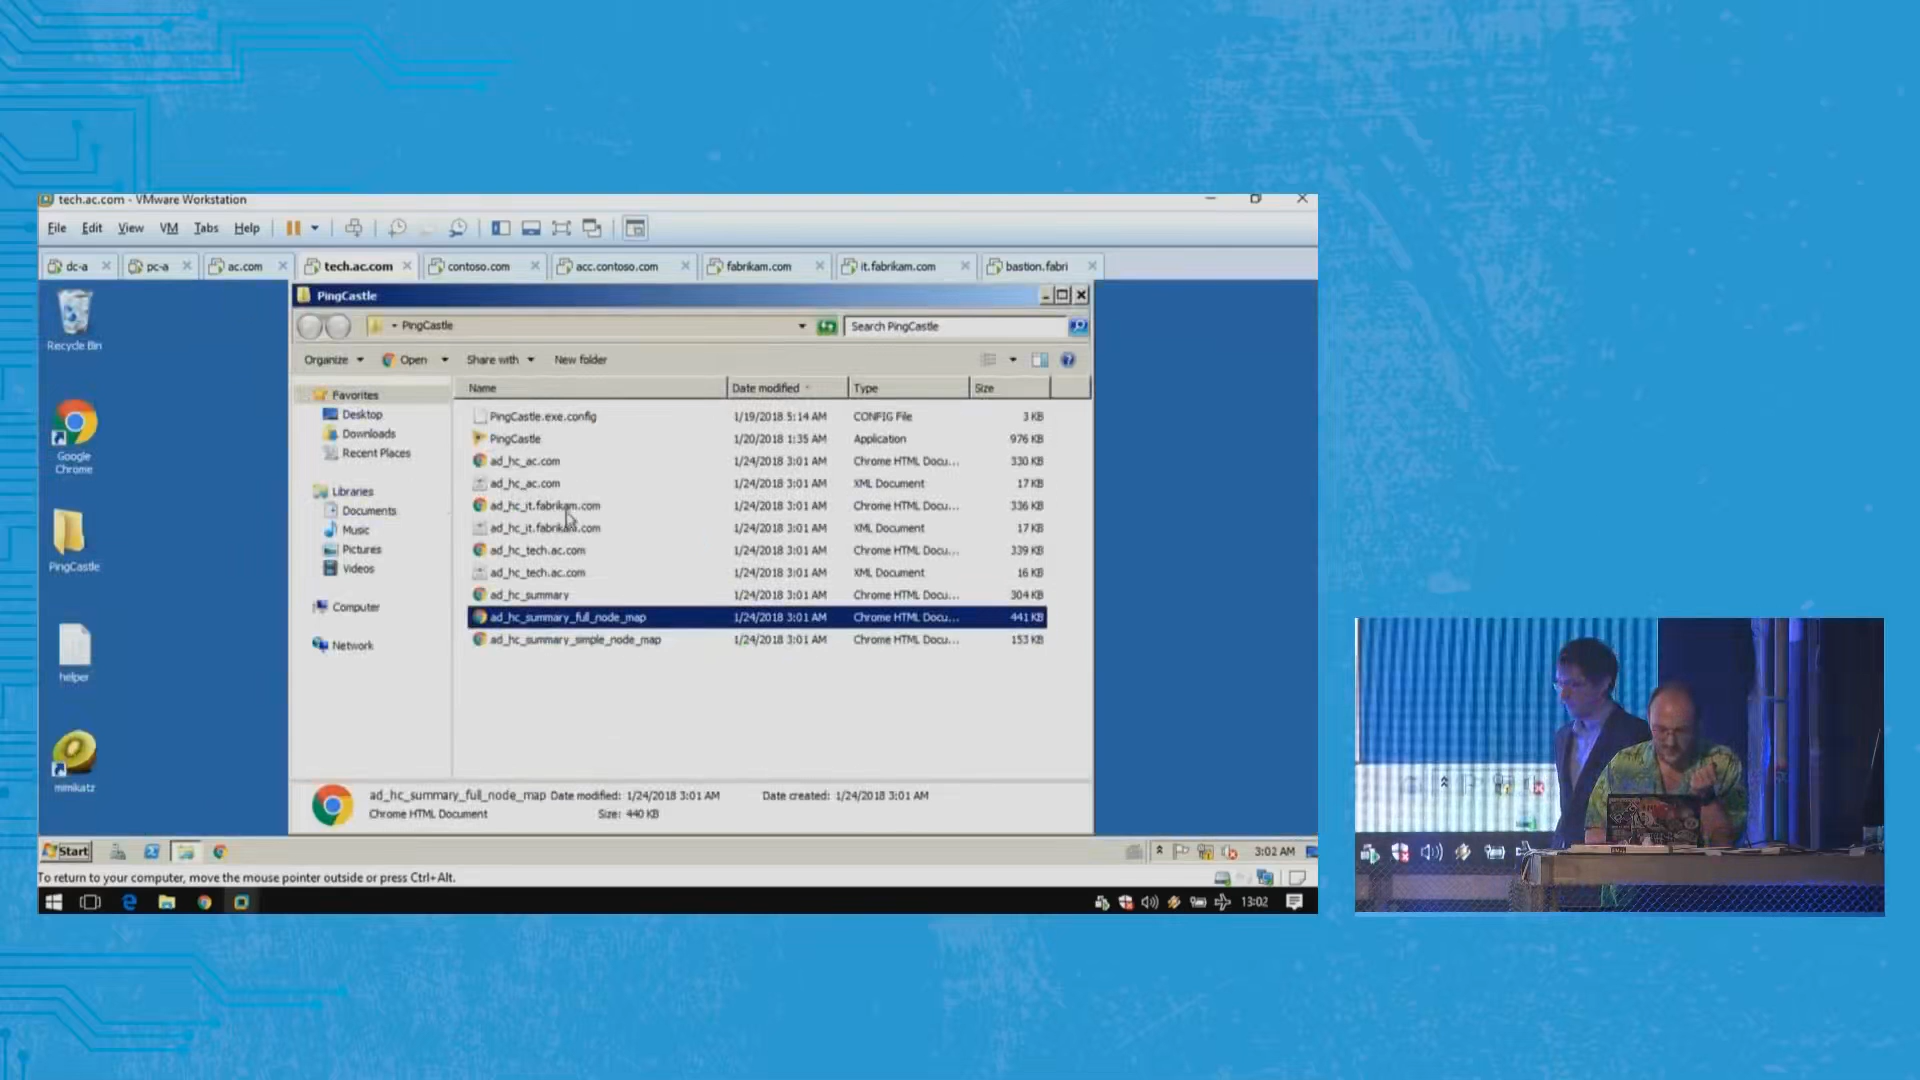 tech.ac.com - VMware Workstation
File Edit View VM Tabs Help
dc-a pc-a ac.com tech.ac.com contoso.com acc.contoso.com fabrikam.com it.fabrikam.com bastion.fabri
Recycle Bin
Google Chrome
PingCastle
helper
mimikatz
PingCastle
PingCastle
Search PingCastle
Organize Open Share with New folder
Favorites
Desktop
Downloads
Recent Places
Libraries
Documents
Music
Pictures
Videos
Computer
Network
Name Date modified Type Size
PingCastle.exe.config 1/19/2018 5:14 AM CONFIG File 3 KB
PingCastle 1/20/2018 1:35 AM Application 976 KB
ad_hc_ac.com 1/24/2018 3:01 AM Chrome HTML Docu... 330 KB
ad_hc_ac.com 1/24/2018 3:01 AM XML Document 17 KB
ad_hc_it.fabrikam.com 1/24/2018 3:01 AM Chrome HTML Docu... 336 KB
ad_hc_it.fabrikam.com 1/24/2018 3:01 AM XML Document 17 KB
ad_hc_tech.ac.com 1/24/2018 3:01 AM Chrome HTML Docu... 339 KB
ad_hc_tech.ac.com 1/24/2018 3:01 AM XML Document 16 KB
ad_hc_summary 1/24/2018 3:01 AM Chrome HTML Docu... 304 KB
ad_hc_summary_full_node_map 1/24/2018 3:01 AM Chrome HTML Docu... 441 KB
ad_hc_summary_simple_node_map 1/24/2018 3:01 AM Chrome HTML Docu... 153 KB
ad_hc_summary_full_node_map Date modified: 1/24/2018 3:01 AM Date created: 1/24/2018 3:01 AM
Chrome HTML Document Size: 440 KB
Start 3:02 AM
To return to your computer, move the mouse pointer outside or press Ctrl+Alt.
13:02